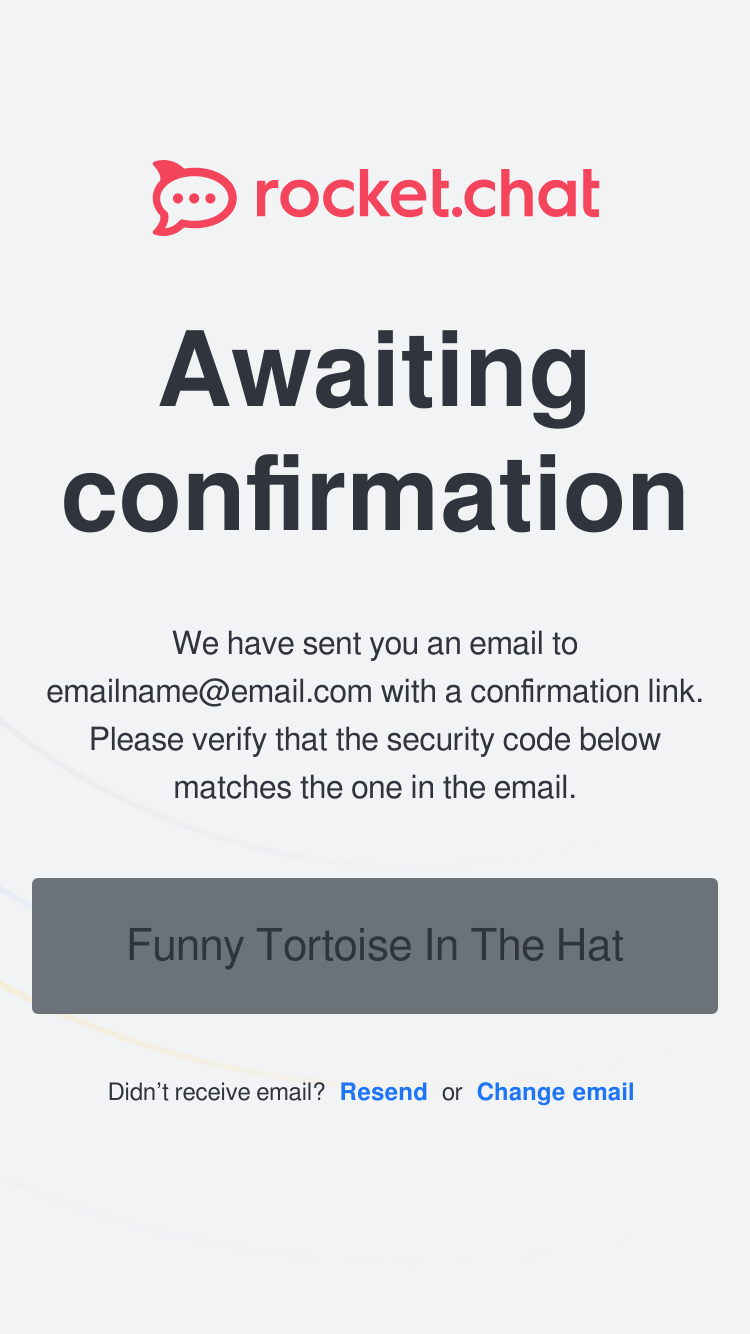 rocket.chat
Awaiting
confirmation
We have sent you an email to
emailname@email.com with a confirmation link.
Please verify that the security code below
matches the one in the email.
Funny Tortoise In The Hat
Didn’t receive email? Resend or Change email